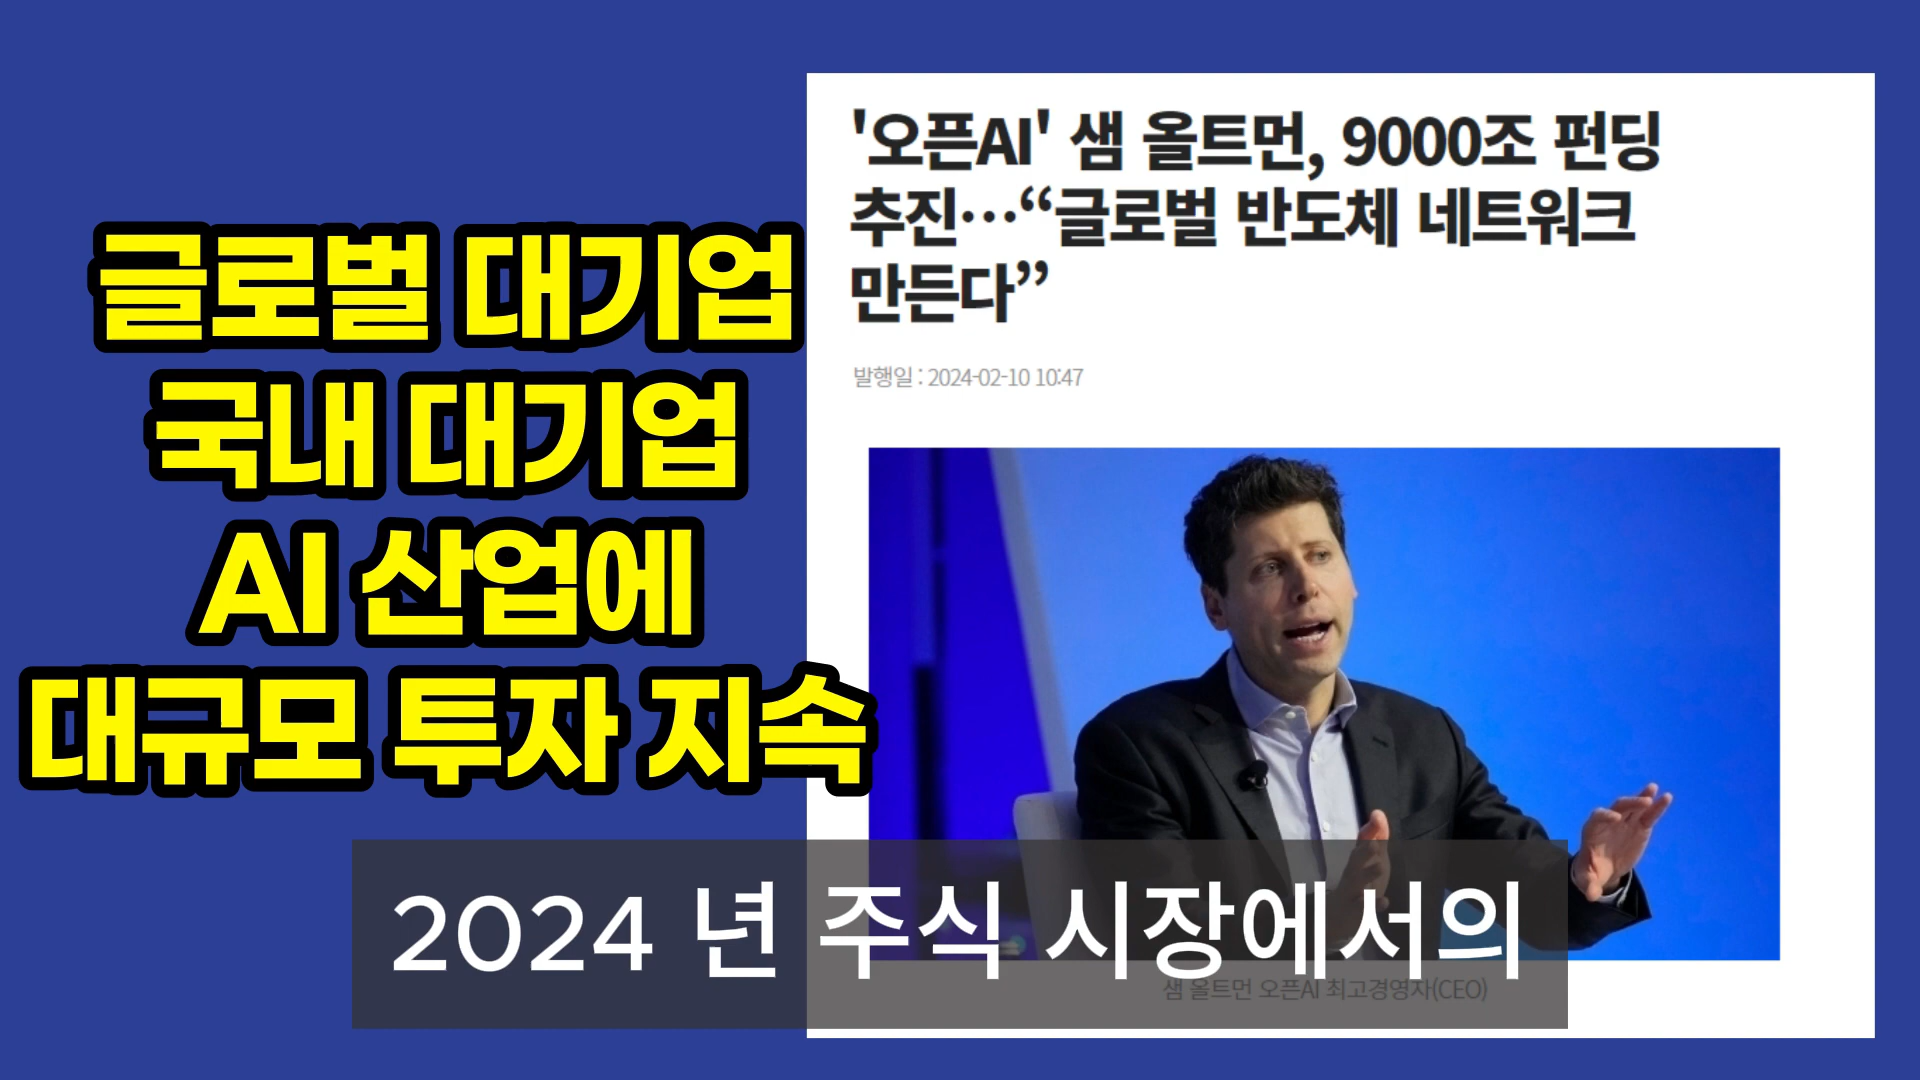 글로벌 대기업
국내 대기업
AI 산업에
대규모 투자 지속
'오픈AI' 샘 올트먼, 9000조 펀딩
추진…“글로벌 반도체 네트워크
만든다”
발행일 : 2024-02-10 10:47
샘 올트먼 오픈AI 최고경영자(CEO)
2024 년 주식 시장에서의